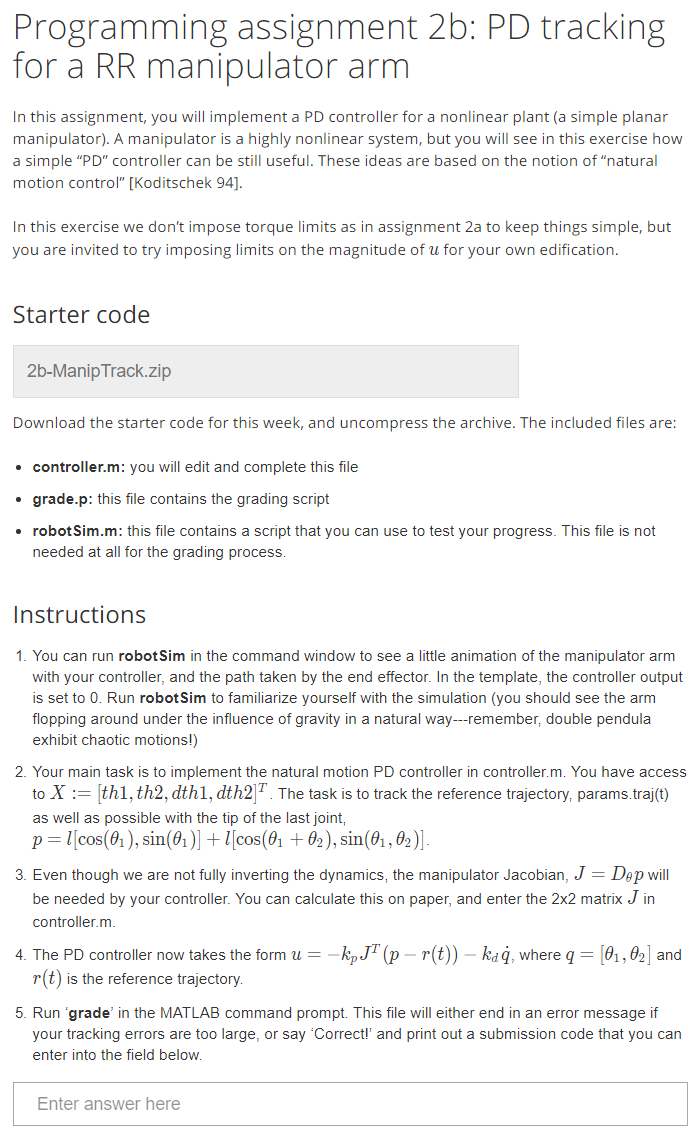 Programming assignment 2b: PD tracking
for a RR manipulator arm
In this assignment, you will implement a PD controller for a nonlinear plant (a simple planar
manipulator). A manipulator is a highly nonlinear system, but you will see in this exercise how
a simple “PD” controller can be still useful. These ideas are based on the notion of “natural
motion control” [Koditschek 94].
In this exercise we don’t impose torque limits as in assignment 2a to keep things simple, but
you are invited to try imposing limits on the magnitude of u for your own edification.
Starter code
2b-ManipTrack.zip
Download the starter code for this week, and uncompress the archive. The included files are:
• controller.m: you will edit and complete this file
• grade.p: this file contains the grading script
• robotSim.m: this file contains a script that you can use to test your progress. This file is not
needed at all for the grading process.
Instructions
1. You can run robotSim in the command window to see a little animation of the manipulator arm
with your controller, and the path taken by the end effector. In the template, the controller output
is set to 0. Run robotSim to familiarize yourself with the simulation (you should see the arm
flopping around under the influence of gravity in a natural way---remember, double pendula
exhibit chaotic motions!)
2. Your main task is to implement the natural motion PD controller in controller.m. You have access
to X := [th1, th2, dth1, dth2]ᵀ. The task is to track the reference trajectory, params.traj(t)
as well as possible with the tip of the last joint,
p = l[cos(θ₁), sin(θ₁)] + l[cos(θ₁ + θ₂), sin(θ₁, θ₂)].
3. Even though we are not fully inverting the dynamics, the manipulator Jacobian, J = D_θ p will
be needed by your controller. You can calculate this on paper, and enter the 2x2 matrix J in
controller.m.
4. The PD controller now takes the form u = −kₚJᵀ(p − r(t)) − k_d q̇, where q = [θ₁, θ₂] and
r(t) is the reference trajectory.
5. Run ‘grade’ in the MATLAB command prompt. This file will either end in an error message if
your tracking errors are too large, or say ‘Correct!’ and print out a submission code that you can
enter into the field below.
Enter answer here